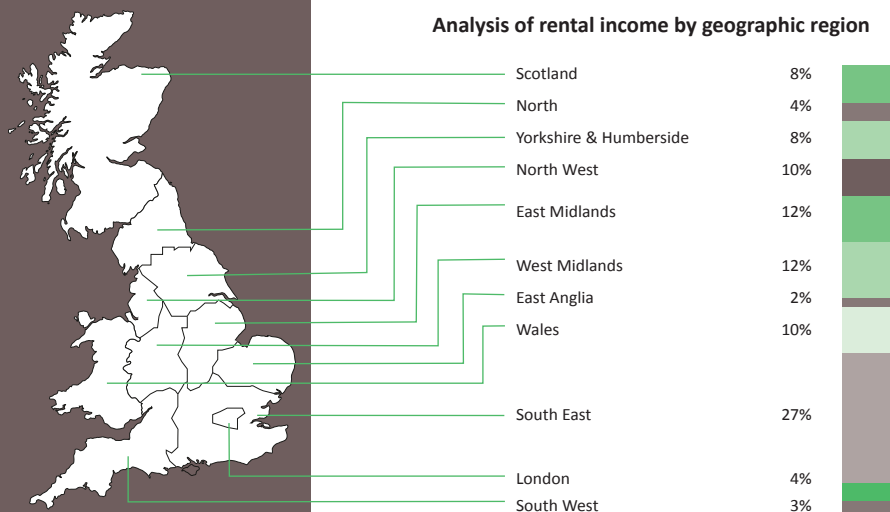 Analysis of rental income by geographic region
Scotland 8%
North 4%
Yorkshire & Humberside 8%
North West 10%
East Midlands 12%
West Midlands 12%
East Anglia 2%
Wales 10%
South East 27%
London 4%
South West 3%